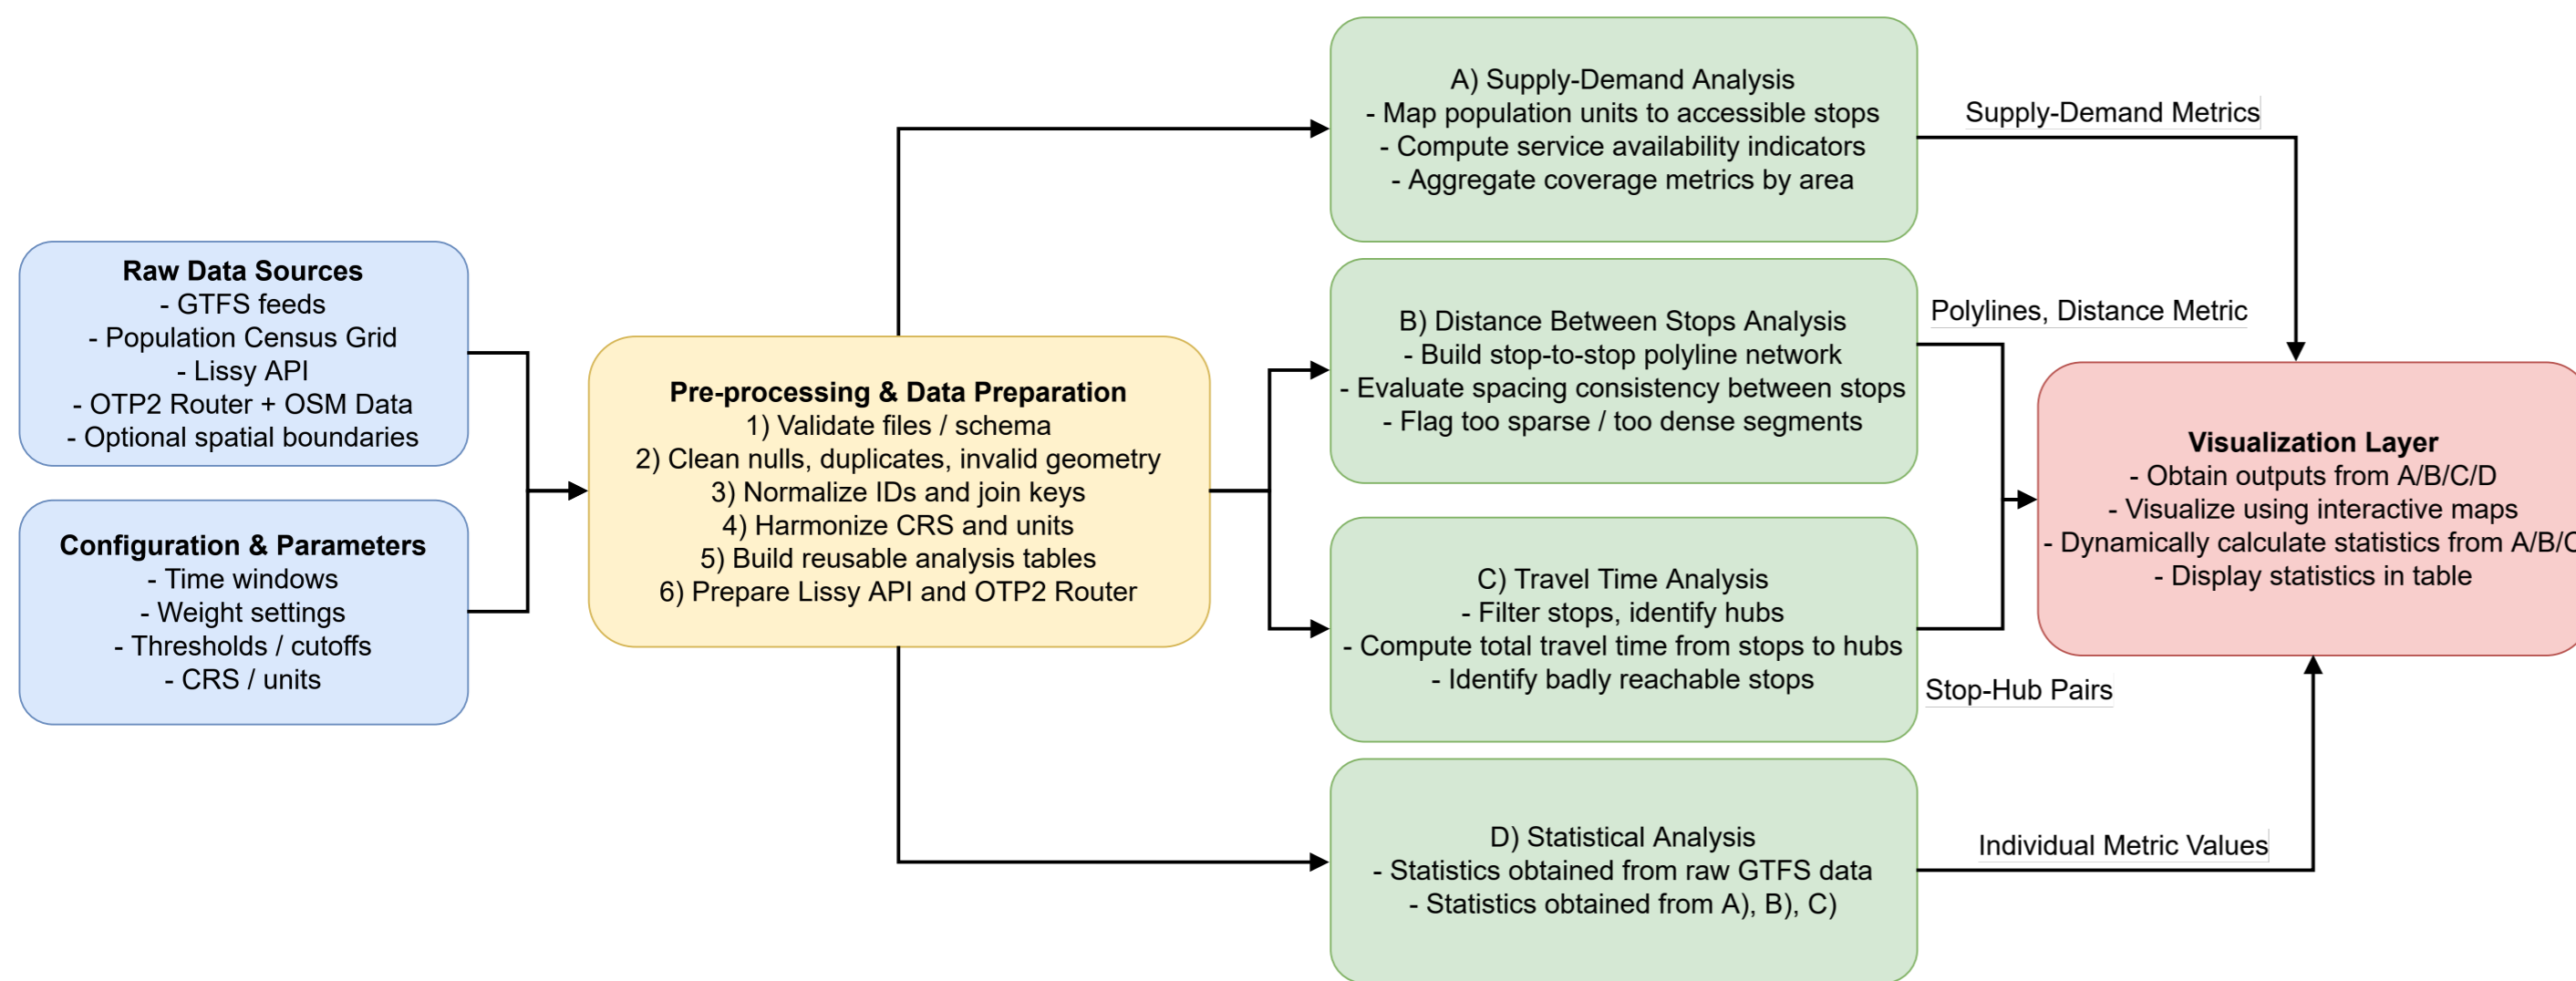 Raw Data Sources
- GTFS feeds
- Population Census Grid
- Lissy API
- OTP2 Router + OSM Data
- Optional spatial boundaries
Configuration & Parameters
- Time windows
- Weight settings
- Thresholds / cutoffs
- CRS / units
Pre-processing & Data Preparation
1) Validate files / schema
2) Clean nulls, duplicates, invalid geometry
3) Normalize IDs and join keys
4) Harmonize CRS and units
5) Build reusable analysis tables
6) Prepare Lissy API and OTP2 Router
A) Supply-Demand Analysis
- Map population units to accessible stops
- Compute service availability indicators
- Aggregate coverage metrics by area
B) Distance Between Stops Analysis
- Build stop-to-stop polyline network
- Evaluate spacing consistency between stops
- Flag too sparse / too dense segments
C) Travel Time Analysis
- Filter stops, identify hubs
- Compute total travel time from stops to hubs
- Identify badly reachable stops
D) Statistical Analysis
- Statistics obtained from raw GTFS data
- Statistics obtained from A), B), C)
Supply-Demand Metrics
Polylines, Distance Metric
Stop-Hub Pairs
Individual Metric Values
Visualization Layer
- Obtain outputs from A/B/C/D
- Visualize using interactive maps
- Dynamically calculate statistics from A/B/C
- Display statistics in table